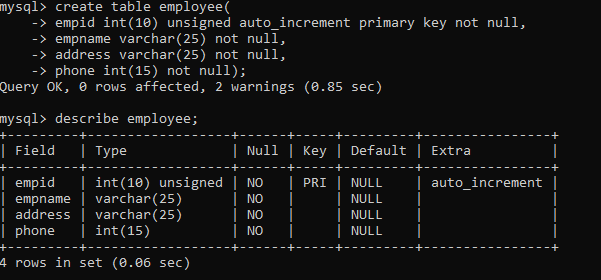 mysql> create table employee(
    -> empid int(10) unsigned auto_increment primary key not null,
    -> empname varchar(25) not null,
    -> address varchar(25) not null,
    -> phone int(15) not null);
Query OK, 0 rows affected, 2 warnings (0.85 sec)
mysql> describe employee;
+---------+------------------+------+-----+---------+----------------+
| Field   | Type             | Null | Key | Default | Extra          |
+---------+------------------+------+-----+---------+----------------+
| empid   | int(10) unsigned | NO   | PRI | NULL    | auto_increment |
| empname | varchar(25)      | NO   |     | NULL    |                |
| address | varchar(25)      | NO   |     | NULL    |                |
| phone   | int(15)          | NO   |     | NULL    |                |
+---------+------------------+------+-----+---------+----------------+
4 rows in set (0.06 sec)